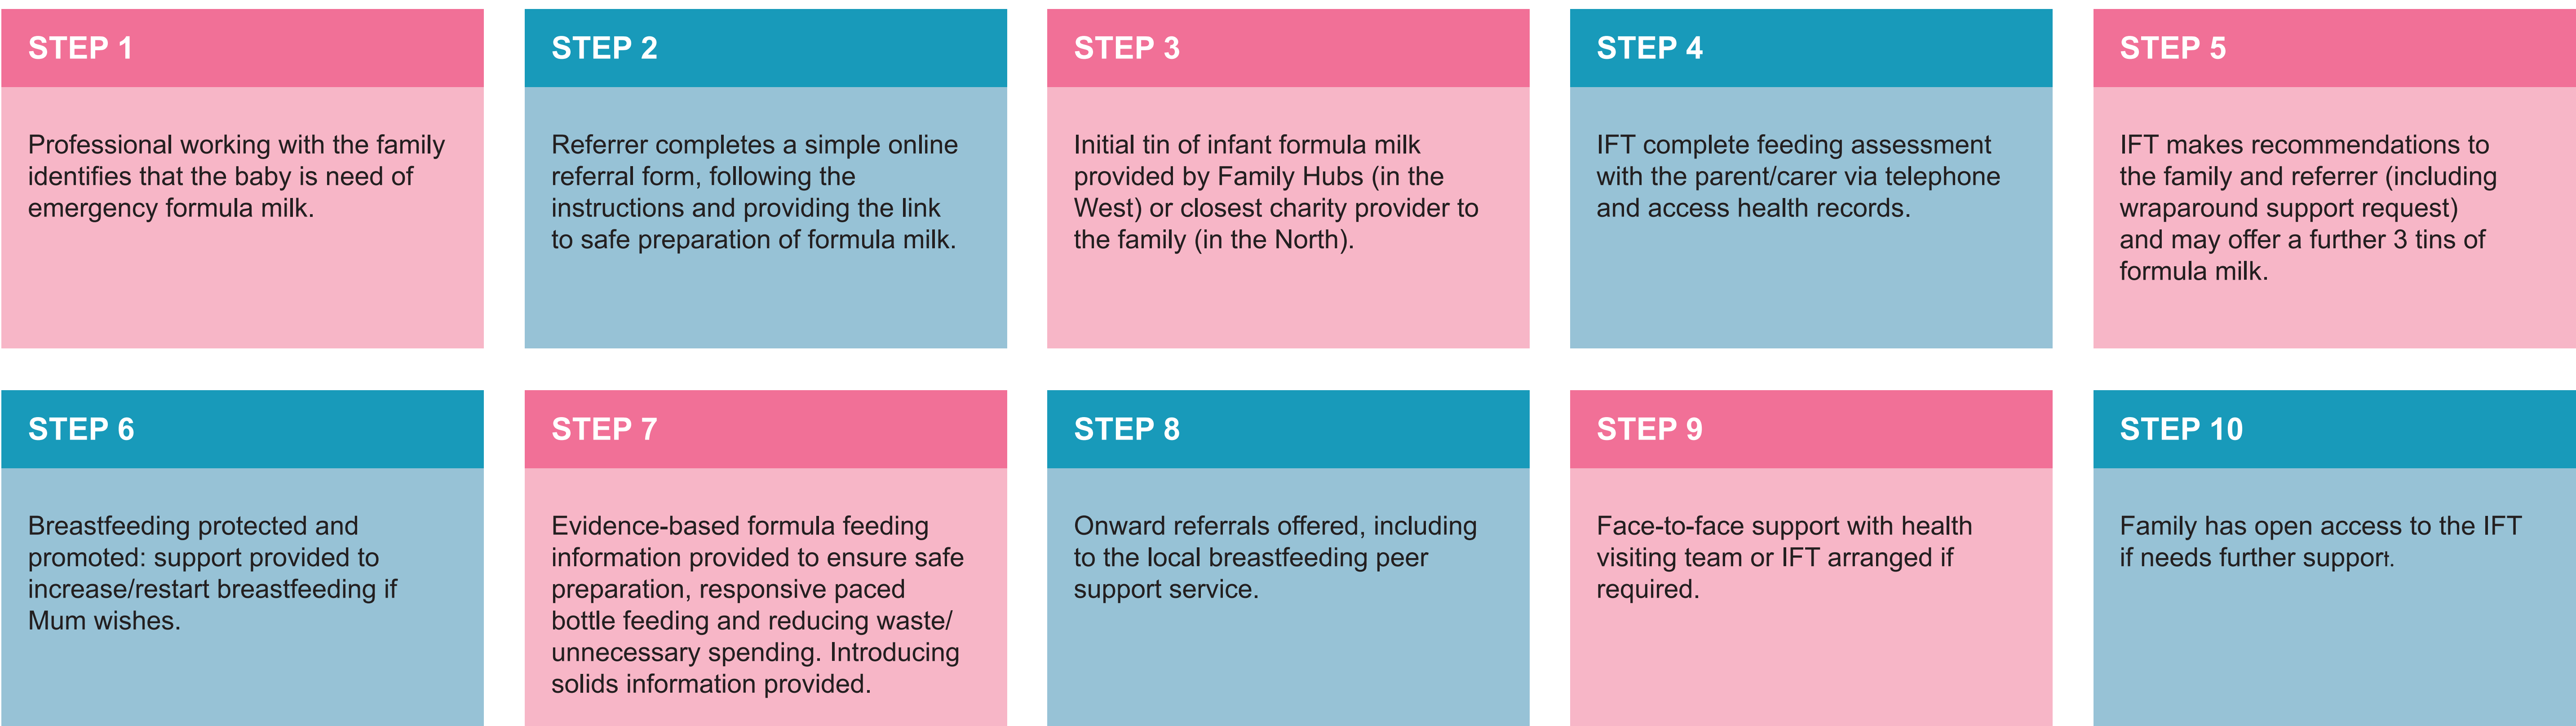 STEP 1
Professional working with the family
identifies that the baby is need of
emergency formula milk.
STEP 2
Referrer completes a simple online
referral form, following the
instructions and providing the link
to safe preparation of formula milk.
STEP 3
Initial tin of infant formula milk
provided by Family Hubs (in the
West) or closest charity provider to
the family (in the North).
STEP 4
IFT complete feeding assessment
with the parent/carer via telephone
and access health records.
STEP 5
IFT makes recommendations to
the family and referrer (including
wraparound support request)
and may offer a further 3 tins of
formula milk.
STEP 6
Breastfeeding protected and
promoted: support provided to
increase/restart breastfeeding if
Mum wishes.
STEP 7
Evidence-based formula feeding
information provided to ensure safe
preparation, responsive paced
bottle feeding and reducing waste/
unnecessary spending. Introducing
solids information provided.
STEP 8
Onward referrals offered, including
to the local breastfeeding peer
support service.
STEP 9
Face-to-face support with health
visiting team or IFT arranged if
required.
STEP 10
Family has open access to the IFT
if needs further support.